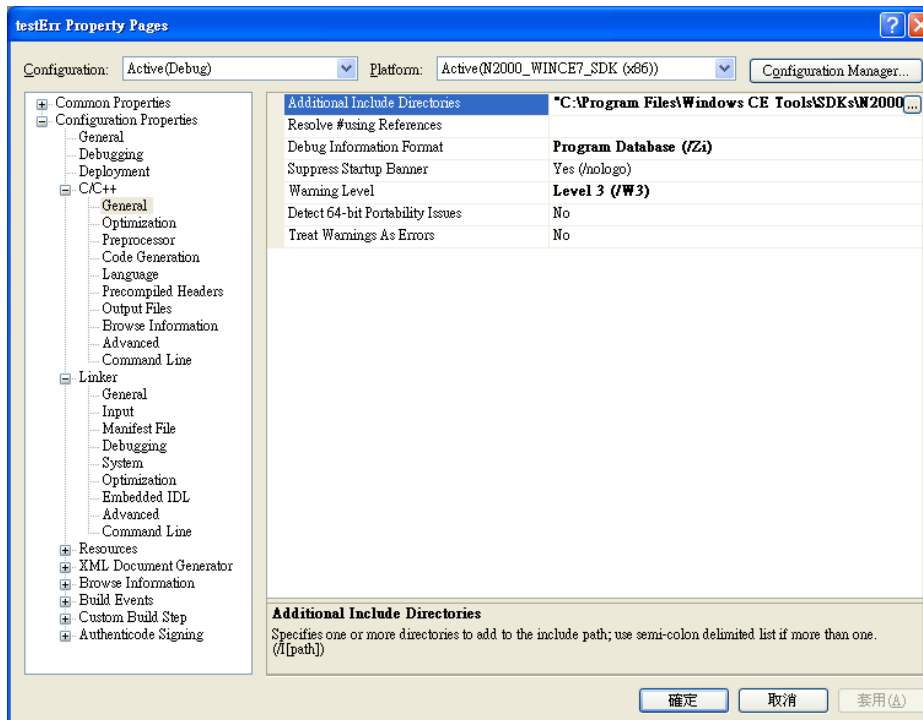 testErr Property Pages
Configuration: Active(Debug) Platform: Active(N2000_WINCE7_SDK (x86)) Configuration Manager...
Common Properties
Configuration Properties
General
Debugging
Deployment
C/C++
General
Optimization
Preprocessor
Code Generation
Language
Precompiled Headers
Output Files
Browse Information
Advanced
Command Line
Linker
General
Input
Manifest File
Debugging
System
Optimization
Embedded IDL
Advanced
Command Line
Resources
XML Document Generator
Browse Information
Build Events
Custom Build Step
Authenticode Signing
Additional Include Directories "C:\Program Files\Windows CE Tools\SDKs\N2000 ...
Resolve #using References
Debug Information Format Program Database (/Zi)
Suppress Startup Banner Yes (/nologo)
Warning Level Level 3 (/W3)
Detect 64-bit Portability Issues No
Treat Warnings As Errors No
Additional Include Directories
Specifies one or more directories to add to the include path; use semi-colon delimited list if more than one.
(/I[path])
確定 取消 套用(A)